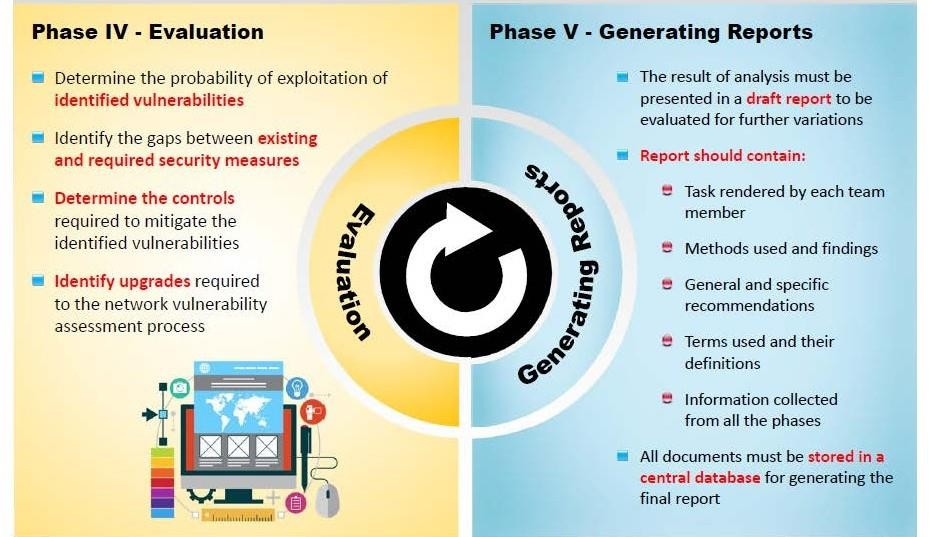 Phase IV - Evaluation
Determine the probability of exploitation of
identified vulnerabilities
Identify the gaps between existing
and required security measures
Determine the controls
required to mitigate the
identified vulnerabilities
Identify upgrades required
to the network vulnerability
assessment process
Evaluation
Phase V - Generating Reports
The result of analysis must be
presented in a draft report to be
evaluated for further variations
Report should contain:
Task rendered by each team
member
Methods used and findings
General and specific
recommendations
Terms used and their
definitions
Information collected
from all the phases
All documents must be stored in a
central database for generating the
final report
Generating Reports